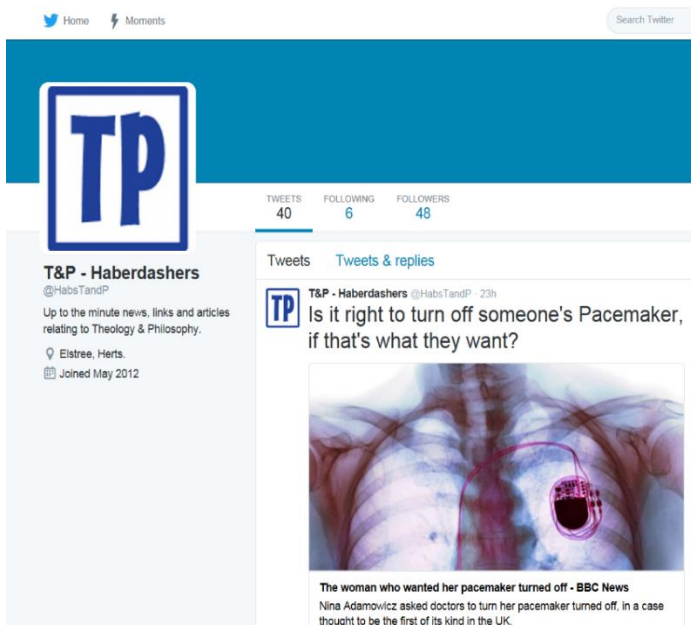 Home Moments Search Twitter
TP
TWEETS FOLLOWING FOLLOWERS
40 6 48
T&P - Haberdashers
@HabsTandP
Up to the minute news, links and articles
relating to Theology & Philosophy.
Elstree, Herts.
Joined May 2012
Tweets Tweets & replies
TP
T&P - Haberdashers @HabsTandP · 23h
Is it right to turn off someone's Pacemaker,
if that's what they want?
The woman who wanted her pacemaker turned off - BBC News
Nina Adamowicz asked doctors to turn her pacemaker turned off, in a case
thought to be the first of its kind in the UK.